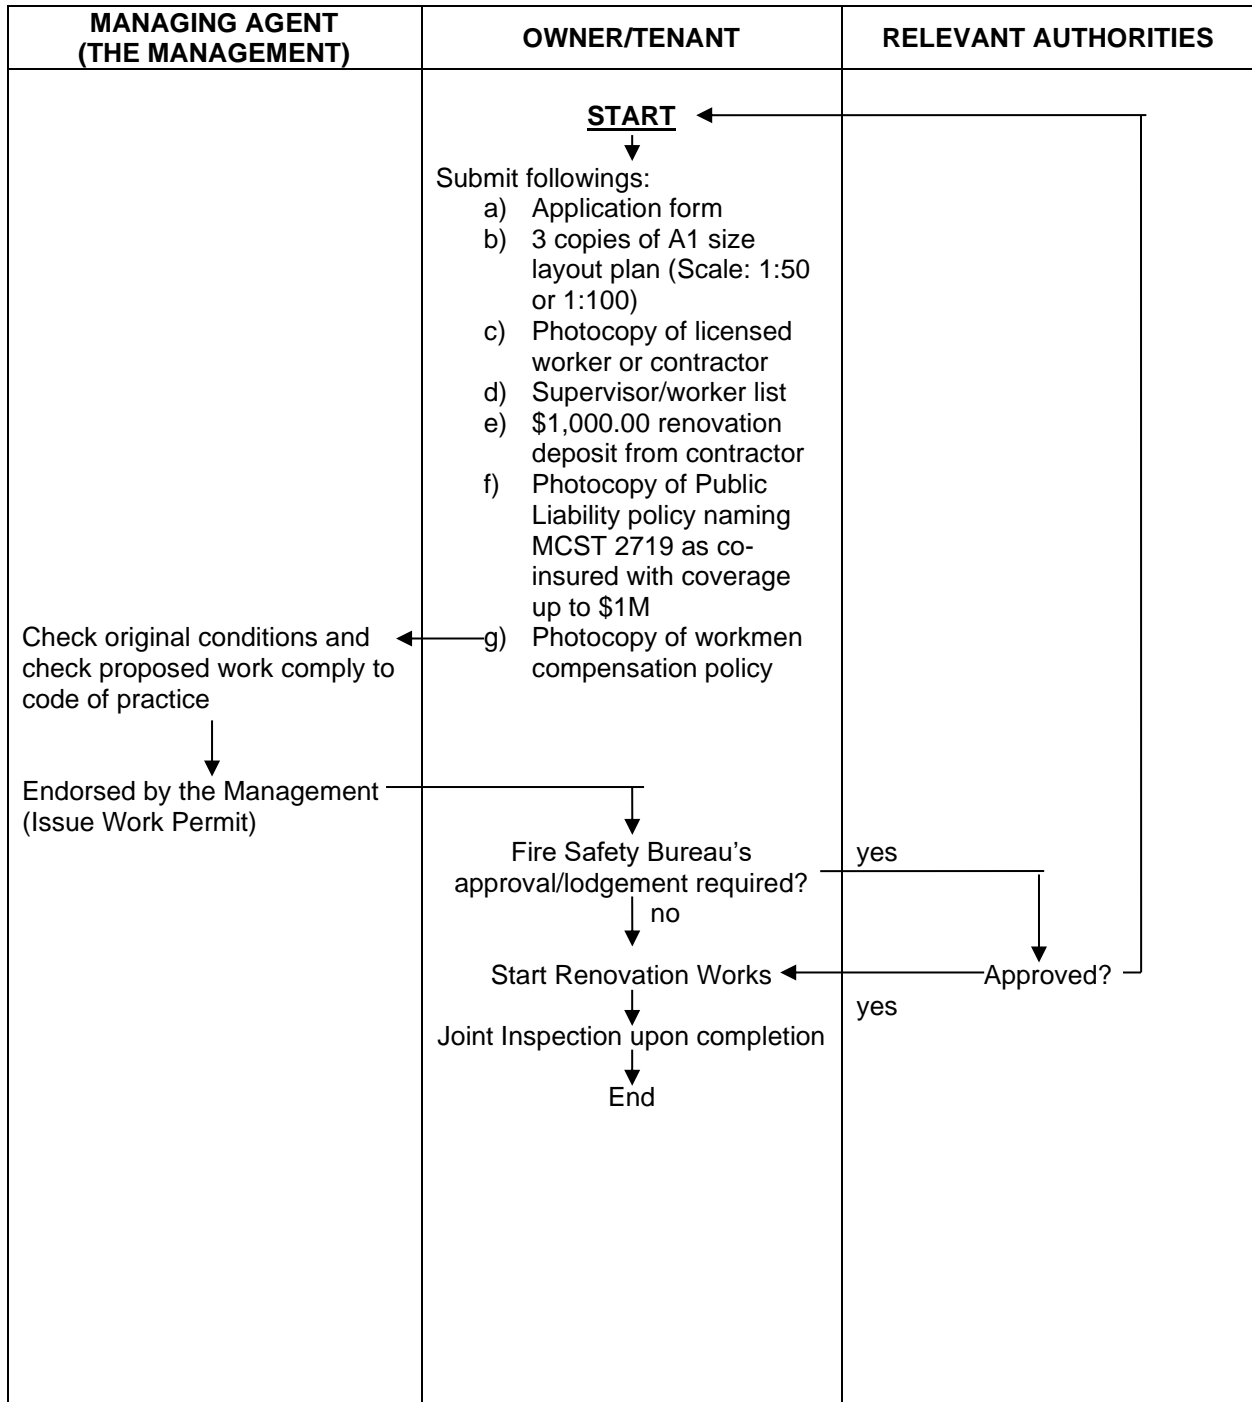 MANAGING AGENT
(THE MANAGEMENT)
OWNER/TENANT
RELEVANT AUTHORITIES
START
Submit followings:
a) Application form
b) 3 copies of A1 size
layout plan (Scale: 1:50
or 1:100)
c) Photocopy of licensed
worker or contractor
d) Supervisor/worker list
e) $1,000.00 renovation
deposit from contractor
f) Photocopy of Public
Liability policy naming
MCST 2719 as co-
insured with coverage
up to $1M
g) Photocopy of workmen
compensation policy
Check original conditions and
check proposed work comply to
code of practice
Endorsed by the Management
(Issue Work Permit)
Fire Safety Bureau’s
approval/lodgement required?
yes
no
Start Renovation Works
Approved?
yes
Joint Inspection upon completion
End